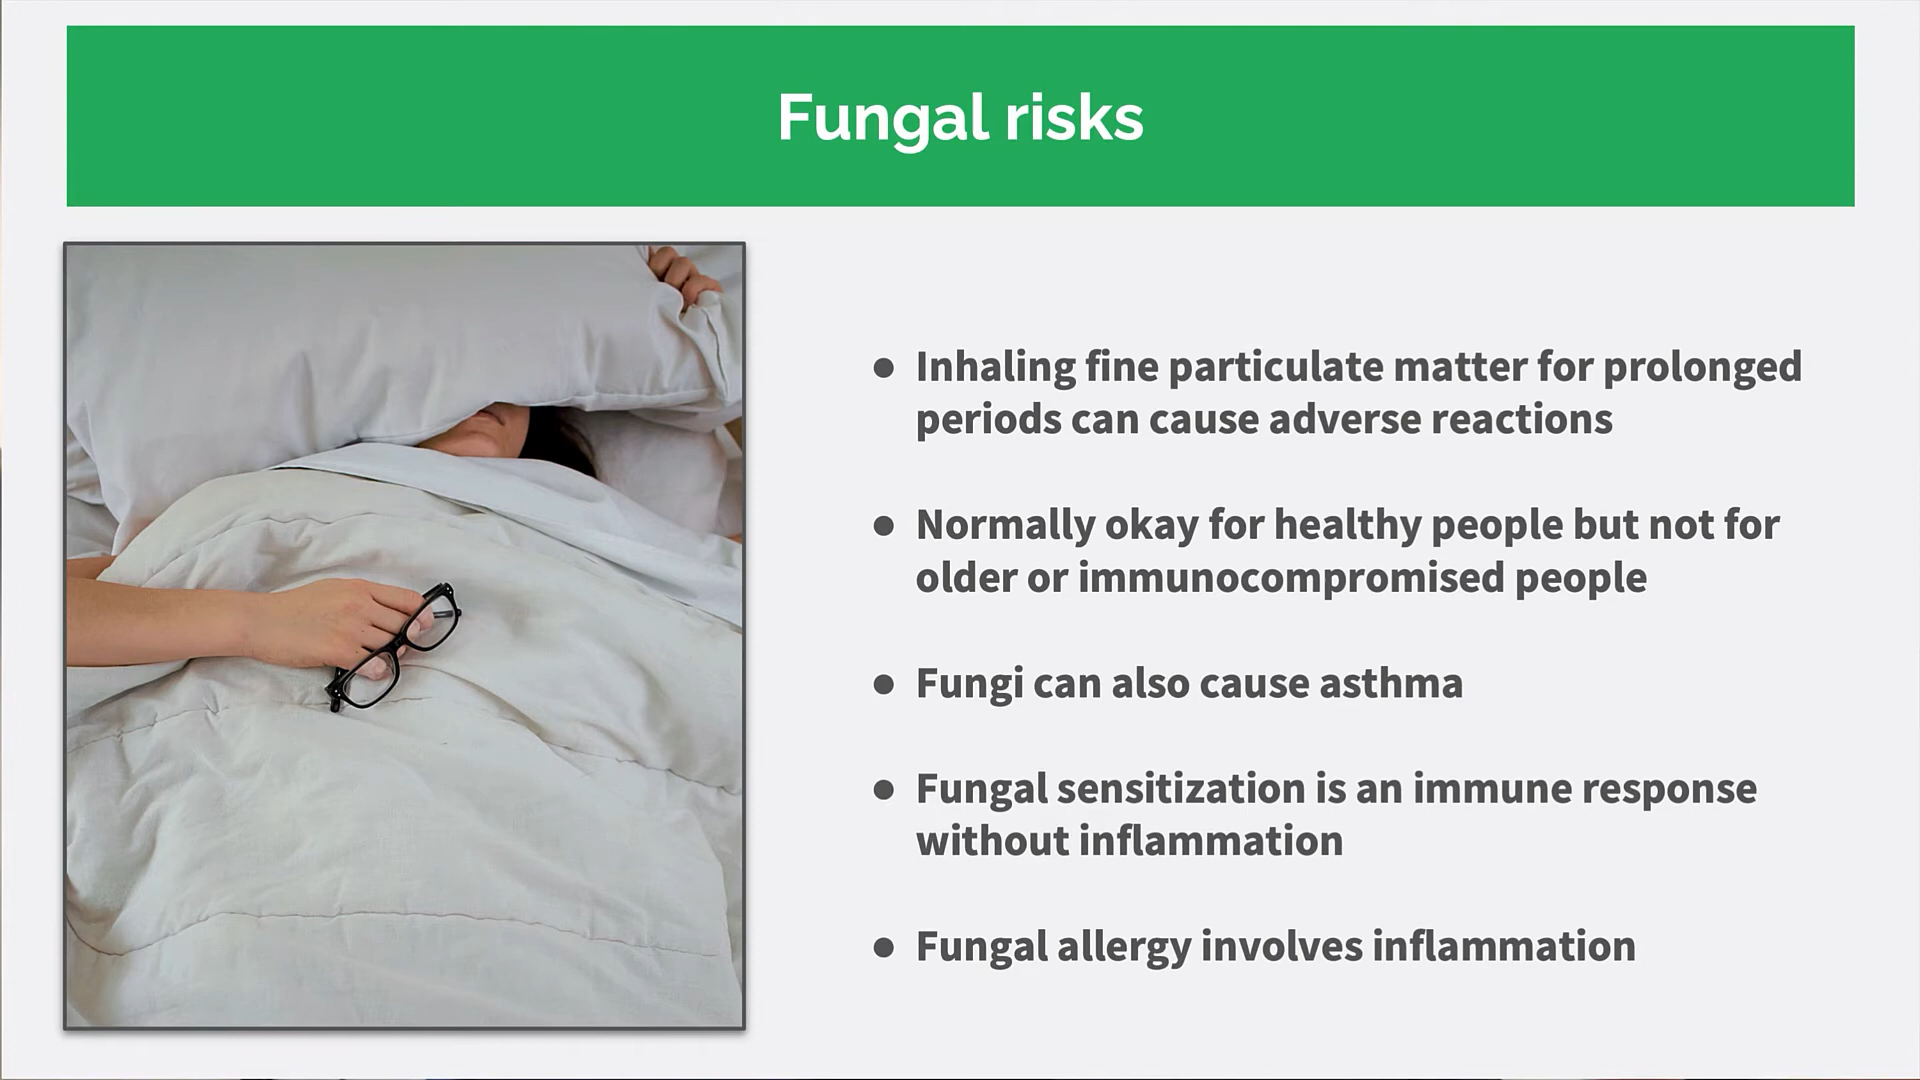 Fungal risks
● Inhaling fine particulate matter for prolonged
periods can cause adverse reactions
● Normally okay for healthy people but not for
older or immunocompromised people
● Fungi can also cause asthma
● Fungal sensitization is an immune response
without inflammation
● Fungal allergy involves inflammation